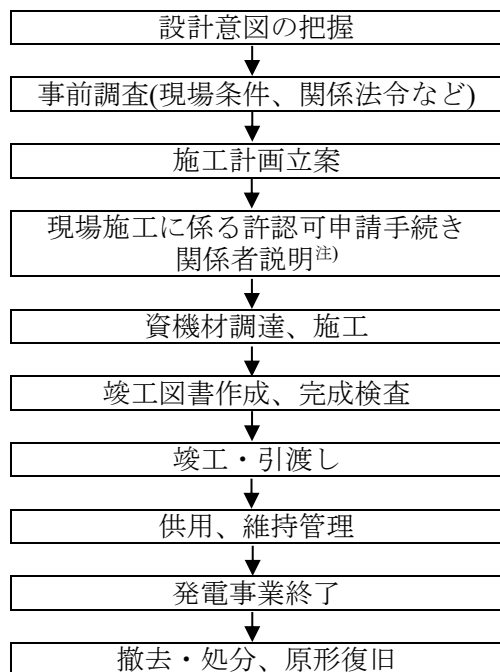 設計意図の把握
事前調査(現場条件、関係法令など)
施工計画立案
現場施工に係る許認可申請手続き
関係者説明注)
資機材調達、施工
竣工図書作成、完成検査
竣工・引渡し
供用、維持管理
発電事業終了
撤去・処分、原形復旧